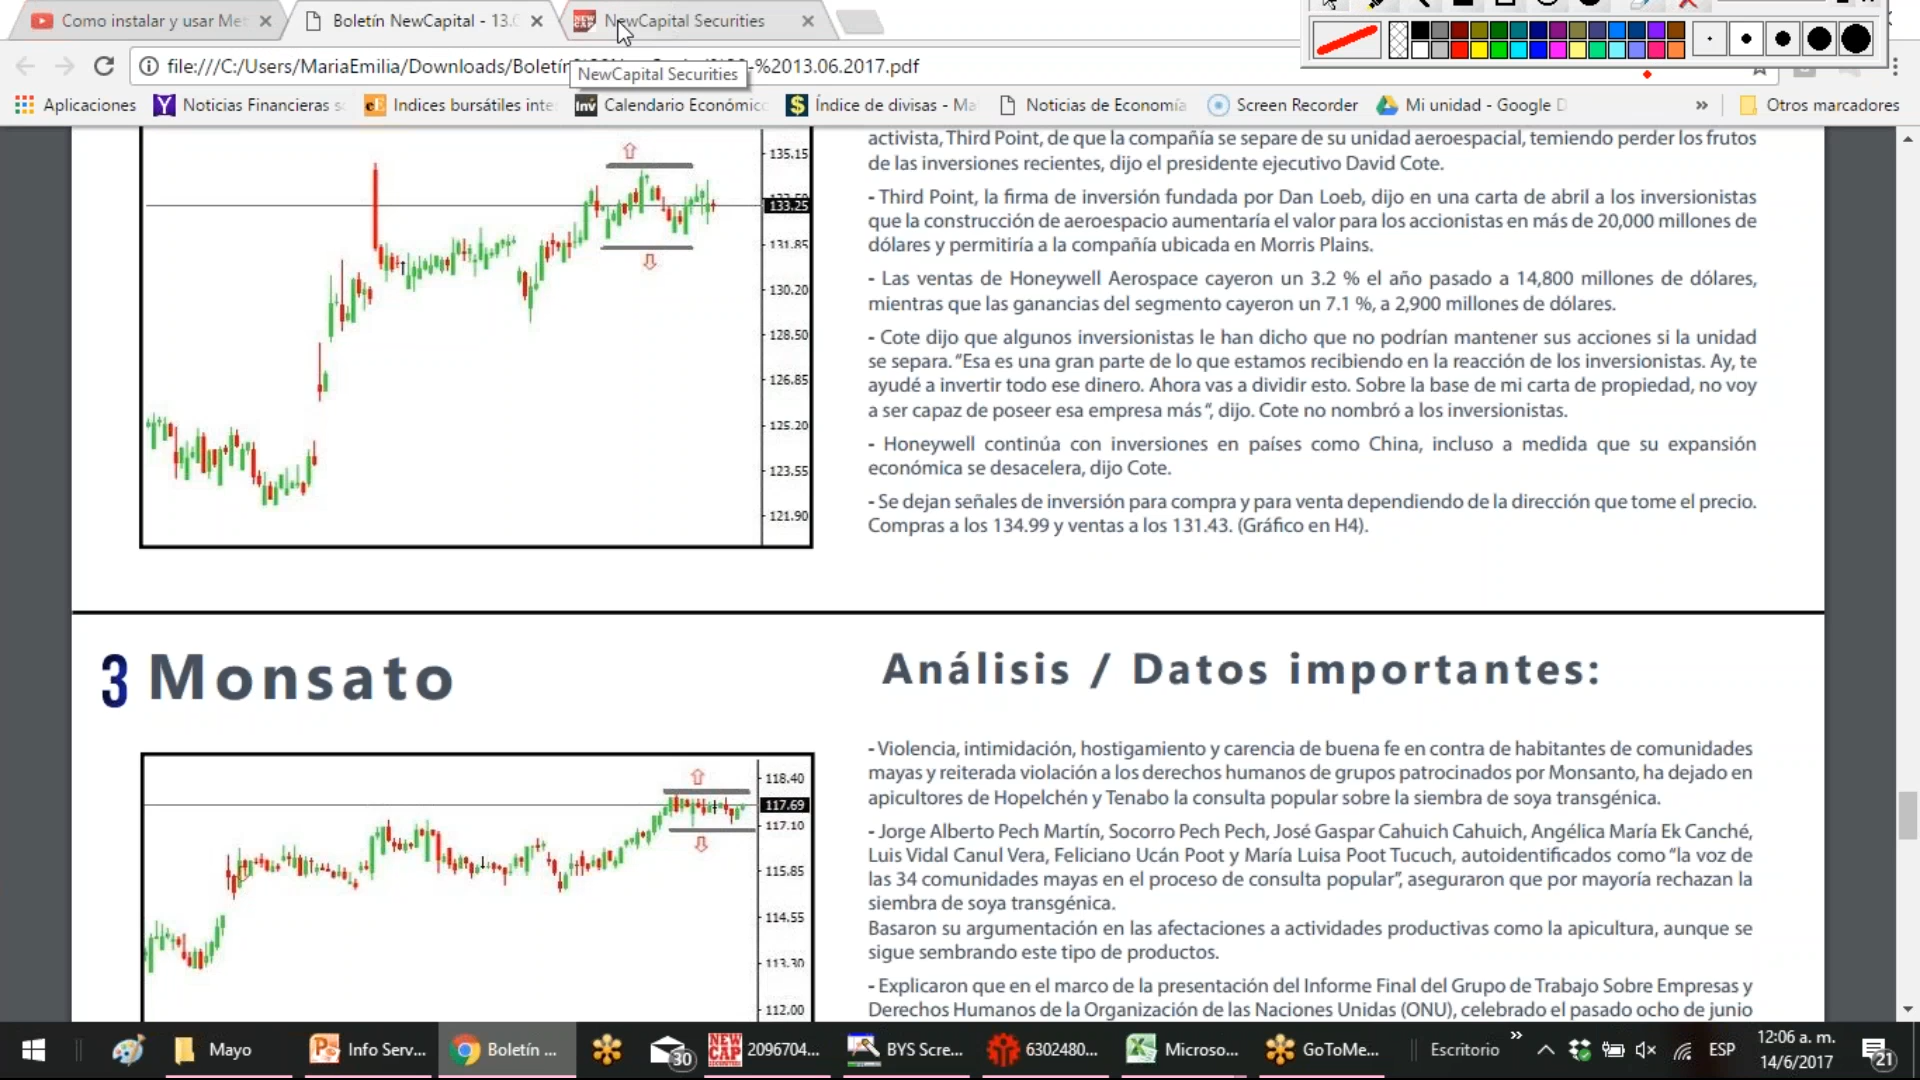 Como instalar y usar Met
Boletín NewCapital - 13.
NewCapital Securities
file:///C:/Users/MariaEmilia/Downloads/Boletín
-%2013.06.2017.pdf
NewCapital Securities
Aplicaciones
Noticias Financieras
Indices bursátiles
Calendario Económic
Índice de divisas -
Noticias de Economía
Screen Recorder
Mi unidad - Google
»
Otros marcadores
135.15
133.25
131.85
130.20
128.50
126.85
125.20
123.55
121.90
activista, Third Point, de que la compañía se separe de su unidad aeroespacial, temiendo perder los frutos
de las inversiones recientes, dijo el presidente ejecutivo David Cote.
- Third Point, la firma de inversión fundada por Dan Loeb, dijo en una carta de abril a los inversionistas
que la construcción de aeroespacio aumentaría el valor para los accionistas en más de 20,000 millones de
dólares y permitiría a la compañía ubicada en Morris Plains.
- Las ventas de Honeywell Aerospace cayeron un 3.2 % el año pasado a 14,800 millones de dólares,
mientras que las ganancias del segmento cayeron un 7.1 %, a 2,900 millones de dólares.
- Cote dijo que algunos inversionistas le han dicho que no podrían mantener sus acciones si la unidad
se separa. "Esa es una gran parte de lo que estamos recibiendo en la reacción de los inversionistas. Ay, te
ayudé a invertir todo ese dinero. Ahora vas a dividir esto. Sobre la base de mi carta de propiedad, no voy
a ser capaz de poseer esa empresa más ", dijo. Cote no nombró a los inversionistas.
- Honeywell continúa con inversiones en países como China, incluso a medida que su expansión
económica se desacelera, dijo Cote.
- Se dejan señales de inversión para compra y para venta dependiendo de la dirección que tome el precio.
Compras a los 134.99 y ventas a los 131.43. (Gráfico en H4).
3 Monsato
118.40
117.69
117.10
115.85
114.55
113.30
112.00
Análisis / Datos importantes:
- Violencia, intimidación, hostigamiento y carencia de buena fe en contra de habitantes de comunidades
mayas y reiterada violación a los derechos humanos de grupos patrocinados por Monsanto, ha dejado en
apicultores de Hopelchén y Tenabo la consulta popular sobre la siembra de soya transgénica.
- Jorge Alberto Pech Martín, Socorro Pech Pech, José Gaspar Cahuich Cahuich, Angélica María Ek Canché,
Luis Vidal Canul Vera, Feliciano Ucán Poot y María Luisa Poot Tucuch, autoidentificados como "la voz de
las 34 comunidades mayas en el proceso de consulta popular", aseguraron que por mayoría rechazan la
siembra de soya transgénica.
Basaron su argumentación en las afectaciones a actividades productivas como la apicultura, aunque se
sigue sembrando este tipo de productos.
- Explicaron que en el marco de la presentación del Informe Final del Grupo de Trabajo Sobre Empresas y
Derechos Humanos de la Organización de las Naciones Unidas (ONU), celebrado el pasado ocho de junio
Mayo
Info Serv...
Boletín ...
30
NEW CAP
2096704...
BYS Scre...
6302480...
Microso...
GoToMe...
Escritorio
»
ESP
12:06 a. m.
14/6/2017
21